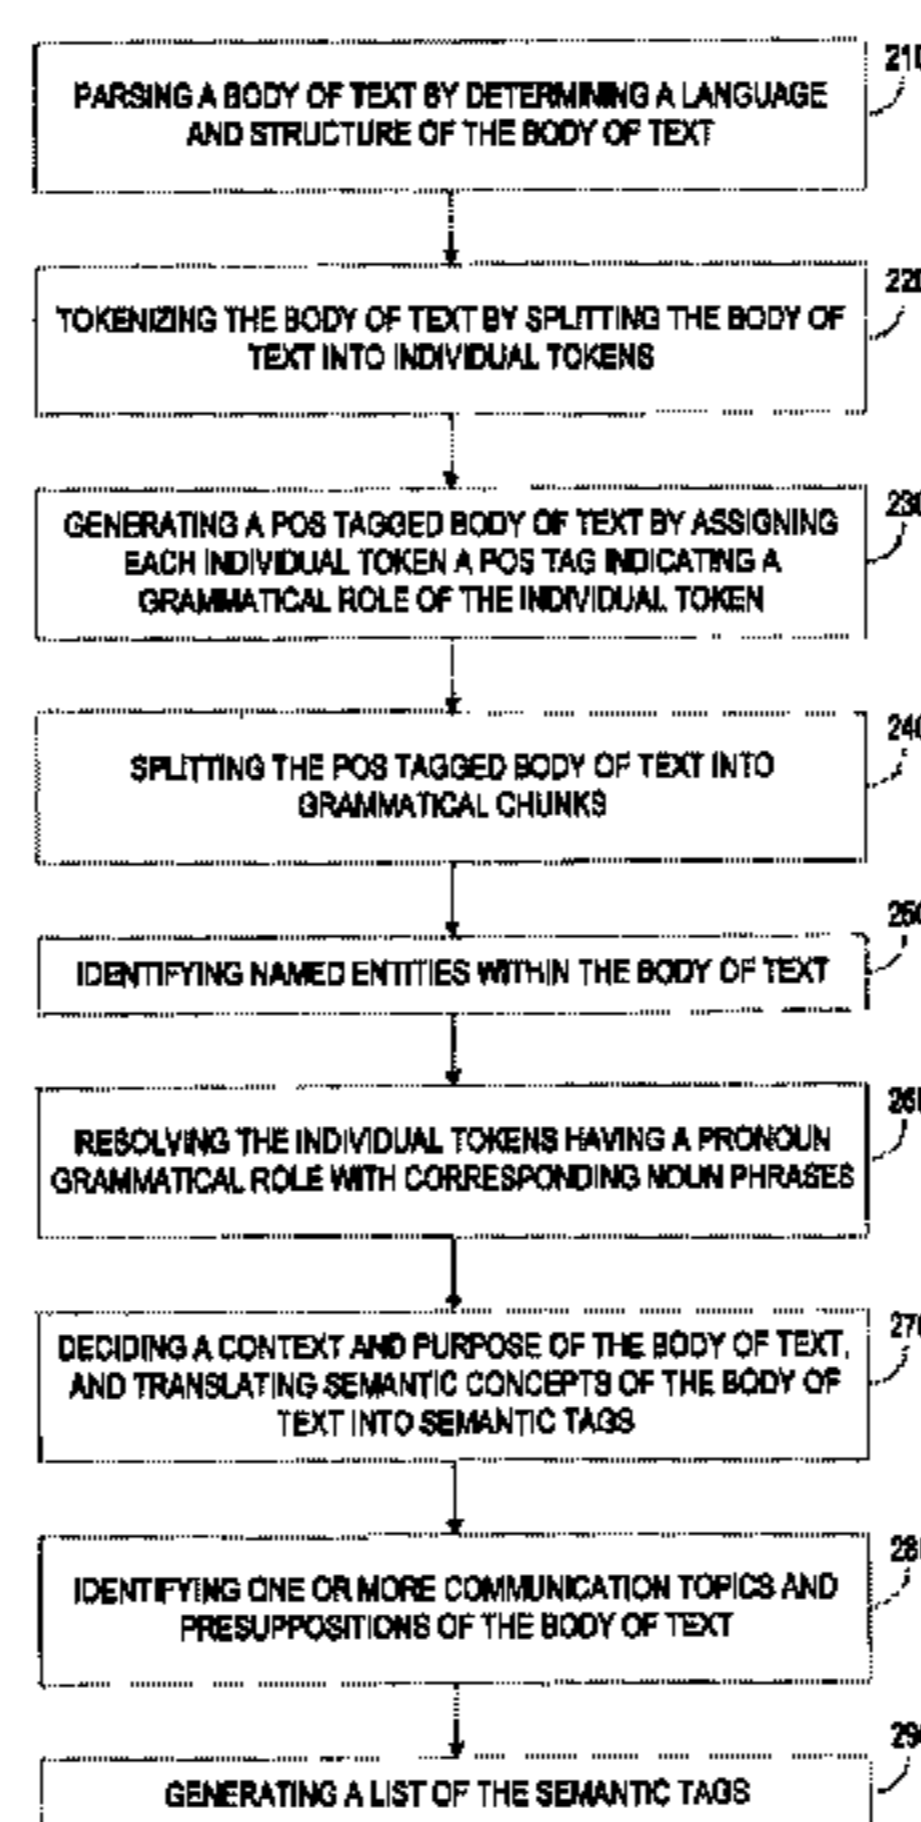 210
PARSING A BODY OF TEXT BY DETERMINING A LANGUAGE
AND STRUCTURE OF THE BODY OF TEXT
220
TOKENIZING THE BODY OF TEXT BY SPLITTING THE BODY OF
TEXT INTO INDIVIDUAL TOKENS
230
GENERATING A POS TAGGED BODY OF TEXT BY ASSIGNING
EACH INDIVIDUAL TOKEN A POS TAG INDICATING A
GRAMMATICAL ROLE OF THE INDIVIDUAL TOKEN
240
SPLITTING THE POS TAGGED BODY OF TEXT INTO
GRAMMATICAL CHUNKS
250
IDENTIFYING NAMED ENTITIES WITHIN THE BODY OF TEXT
260
RESOLVING THE INDIVIDUAL TOKENS HAVING A PRONOUN
GRAMMATICAL ROLE WITH CORRESPONDING NOUN PHRASES
270
DECIDING A CONTEXT AND PURPOSE OF THE BODY OF TEXT,
AND TRANSLATING SEMANTIC CONCEPTS OF THE BODY OF
TEXT INTO SEMANTIC TAGS
280
IDENTIFYING ONE OR MORE COMMUNICATION TOPICS AND
PRESUPPOSITIONS OF THE BODY OF TEXT
290
GENERATING A LIST OF THE SEMANTIC TAGS